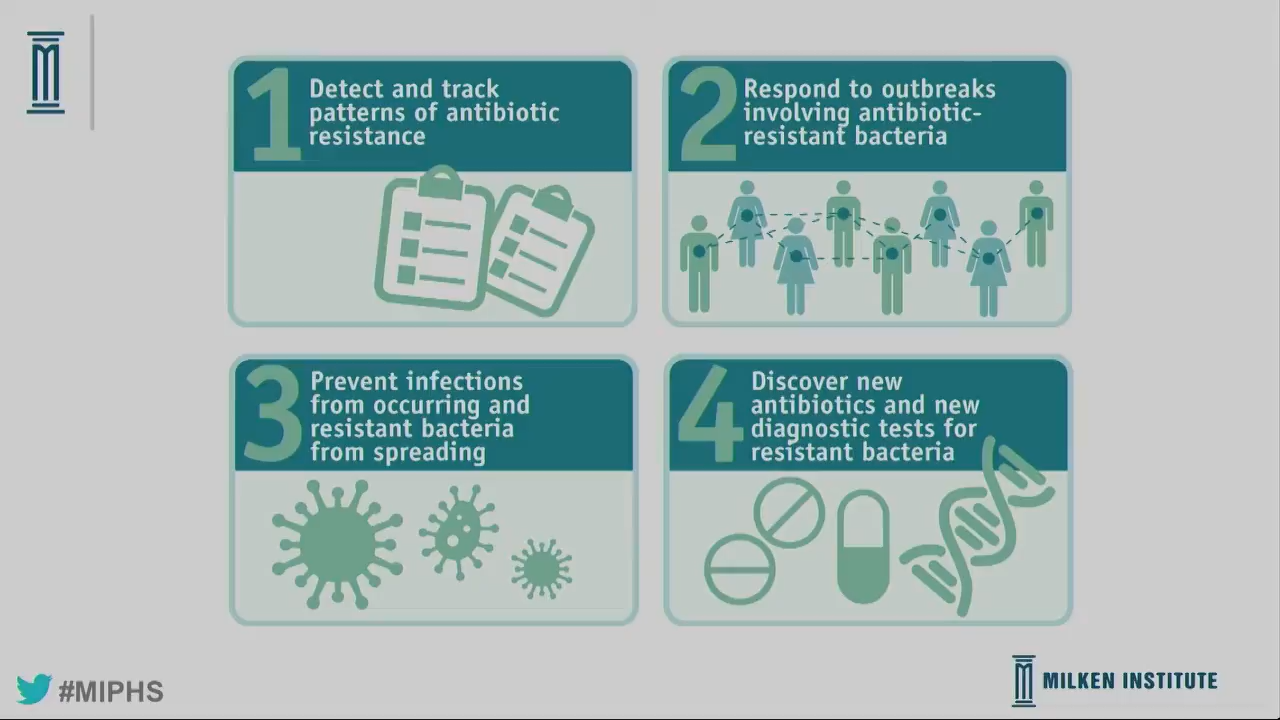 1
Detect and track
patterns of antibiotic
resistance
2
Respond to outbreaks
involving antibiotic-
resistant bacteria
3
Prevent infections
from occurring and
resistant bacteria
from spreading
4
Discover new
antibiotics and new
diagnostic tests for
resistant bacteria
#MIPHS
MILKEN INSTITUTE